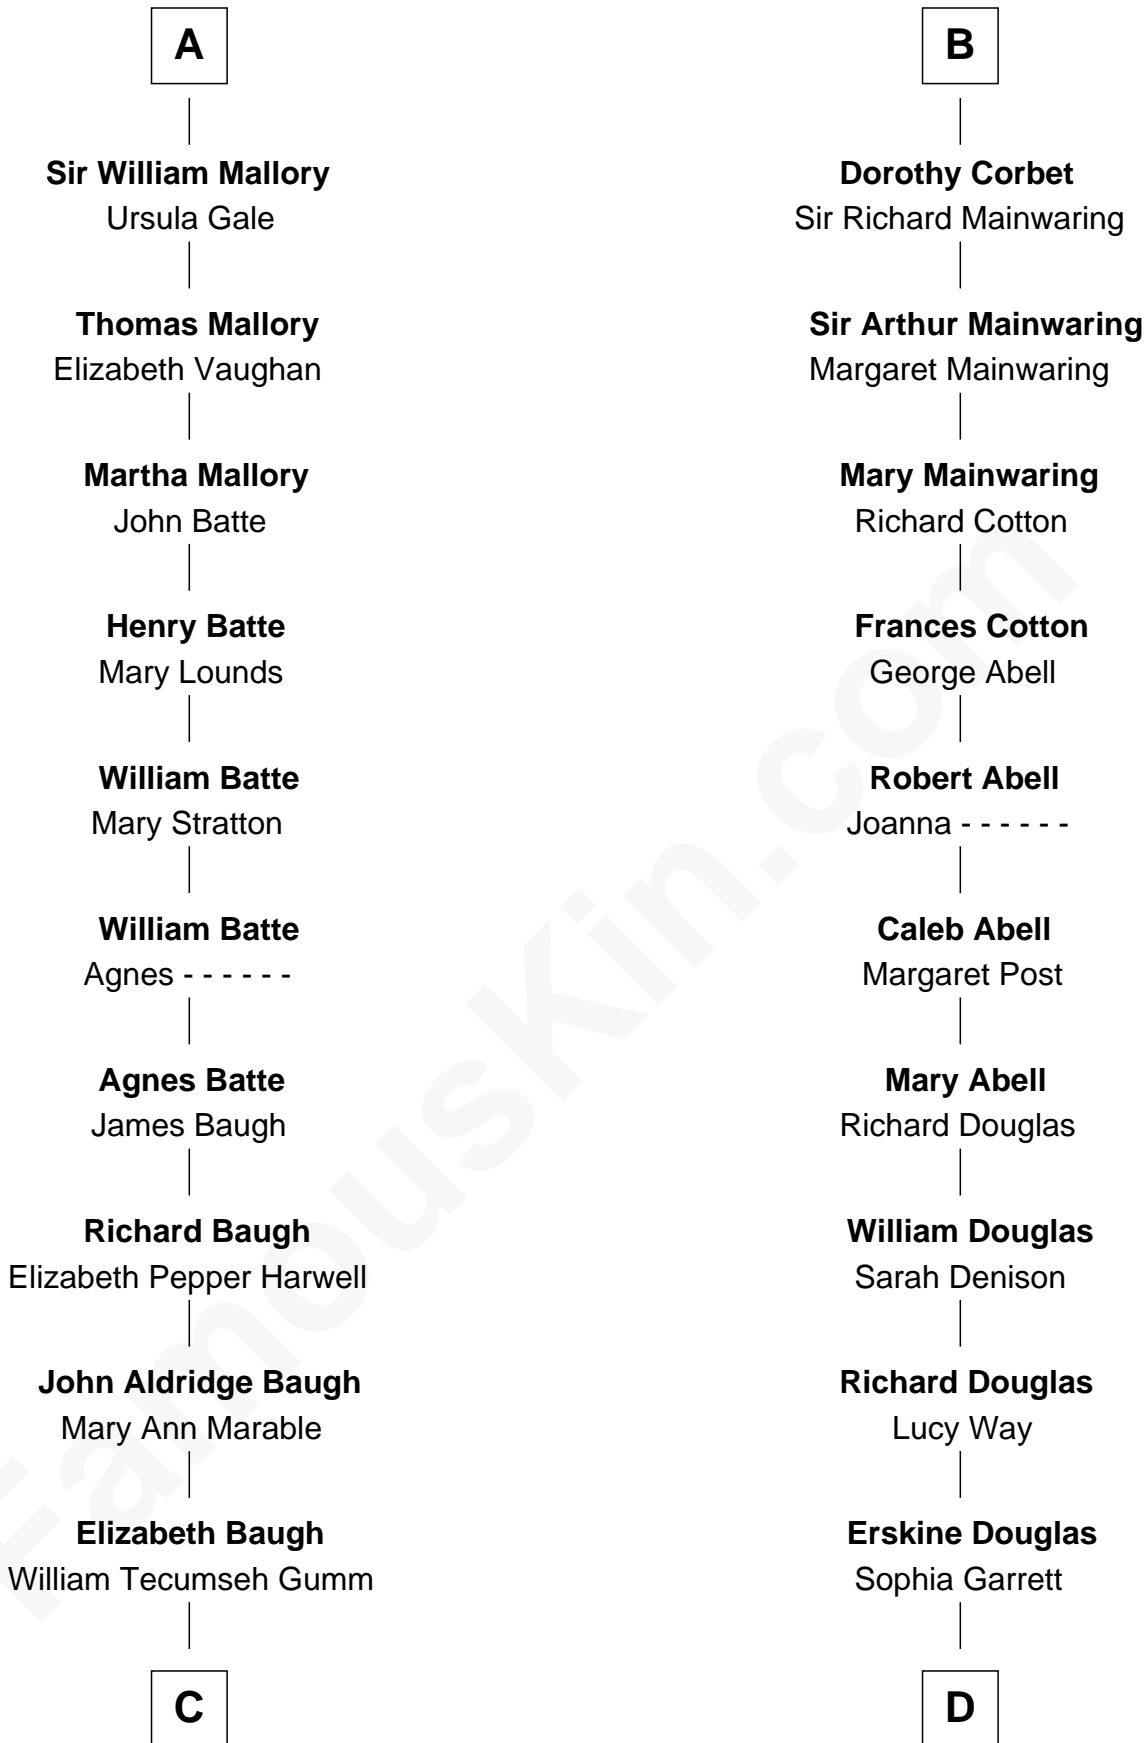 A
Sir William Mallory
Ursula Gale
Thomas Mallory
Elizabeth Vaughan
Martha Mallory
John Batte
Henry Batte
Mary Lounds
William Batte
Mary Stratton
William Batte
Agnes - - - - - -
Agnes Batte
James Baugh
Richard Baugh
Elizabeth Pepper Harwell
John Aldridge Baugh
Mary Ann Marable
Elizabeth Baugh
William Tecumseh Gumm
C
B
Dorothy Corbet
Sir Richard Mainwaring
Sir Arthur Mainwaring
Margaret Mainwaring
Mary Mainwaring
Richard Cotton
Frances Cotton
George Abell
Robert Abell
Joanna - - - - - -
Caleb Abell
Margaret Post
Mary Abell
Richard Douglas
William Douglas
Sarah Denison
Richard Douglas
Lucy Way
Erskine Douglas
Sophia Garrett
D
FamousKin.com